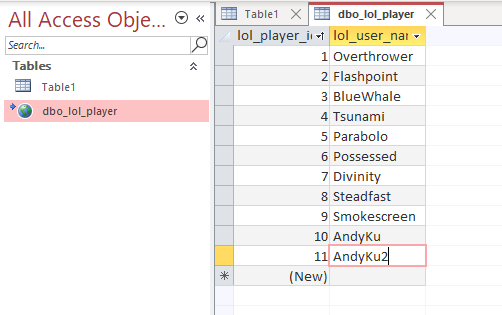 All Access Obje...
Search...
Tables
Table1
dbo_lol_player
Table1 dbo_lol_player
lol_player_i lol_user_nar
1 Overthrower
2 Flashpoint
3 BlueWhale
4 Tsunami
5 Parabolo
6 Possessed
7 Divinity
8 Steadfast
9 Smokescreen
10 AndyKu
11 AndyKu2
(New)